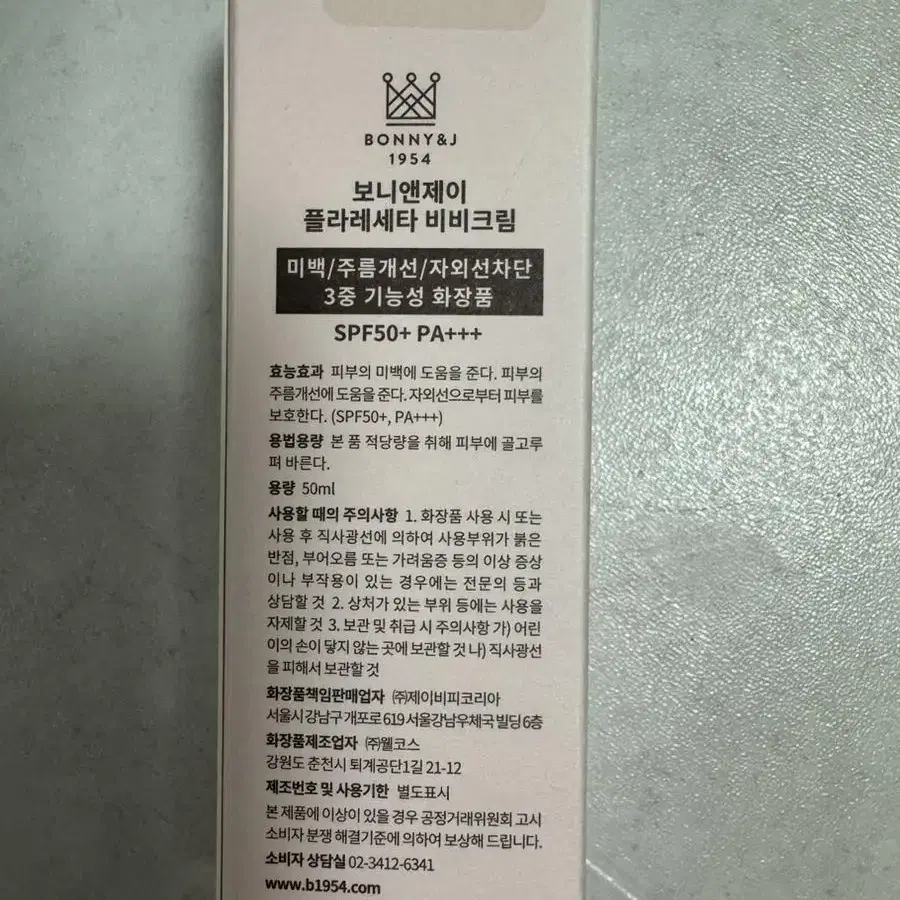 BONNY&J
1954
보니앤제이
플라레세타 비비크림
미백/주름개선/자외선차단
3중 기능성 화장품
SPF50+ PA+++
효능효과 피부의 미백에 도움을 준다. 피부의
주름개선에 도움을 준다. 자외선으로부터 피부를
보호한다. (SPF50+, PA+++)
용법용량 본 품 적당량을 취해 피부에 골고루
펴 바른다.
용량 50ml
사용할 때의 주의사항 1. 화장품 사용 시 또는
사용 후 직사광선에 의하여 사용부위가 붉은
반점, 부어오름 또는 가려움증 등의 이상 증상
이나 부작용이 있는 경우에는 전문의 등과
상담할 것 2. 상처가 있는 부위 등에는 사용을
자제할 것 3. 보관 및 취급 시 주의사항 가) 어린
이의 손이 닿지 않는 곳에 보관할 것 나) 직사광선
을 피해서 보관할 것
화장품책임판매업자 ㈜제이비피코리아
서울시 강남구 개포로 619 서울강남우체국 빌딩 6층
화장품제조업자 ㈜웰코스
강원도 춘천시 퇴계공단1길 21-12
제조번호 및 사용기한 별도표시
본 제품에 이상이 있을 경우 공정거래위원회 고시
소비자 분쟁 해결기준에 의하여 보상해 드립니다.
소비자 상담실 02-3412-6341
www.b1954.com